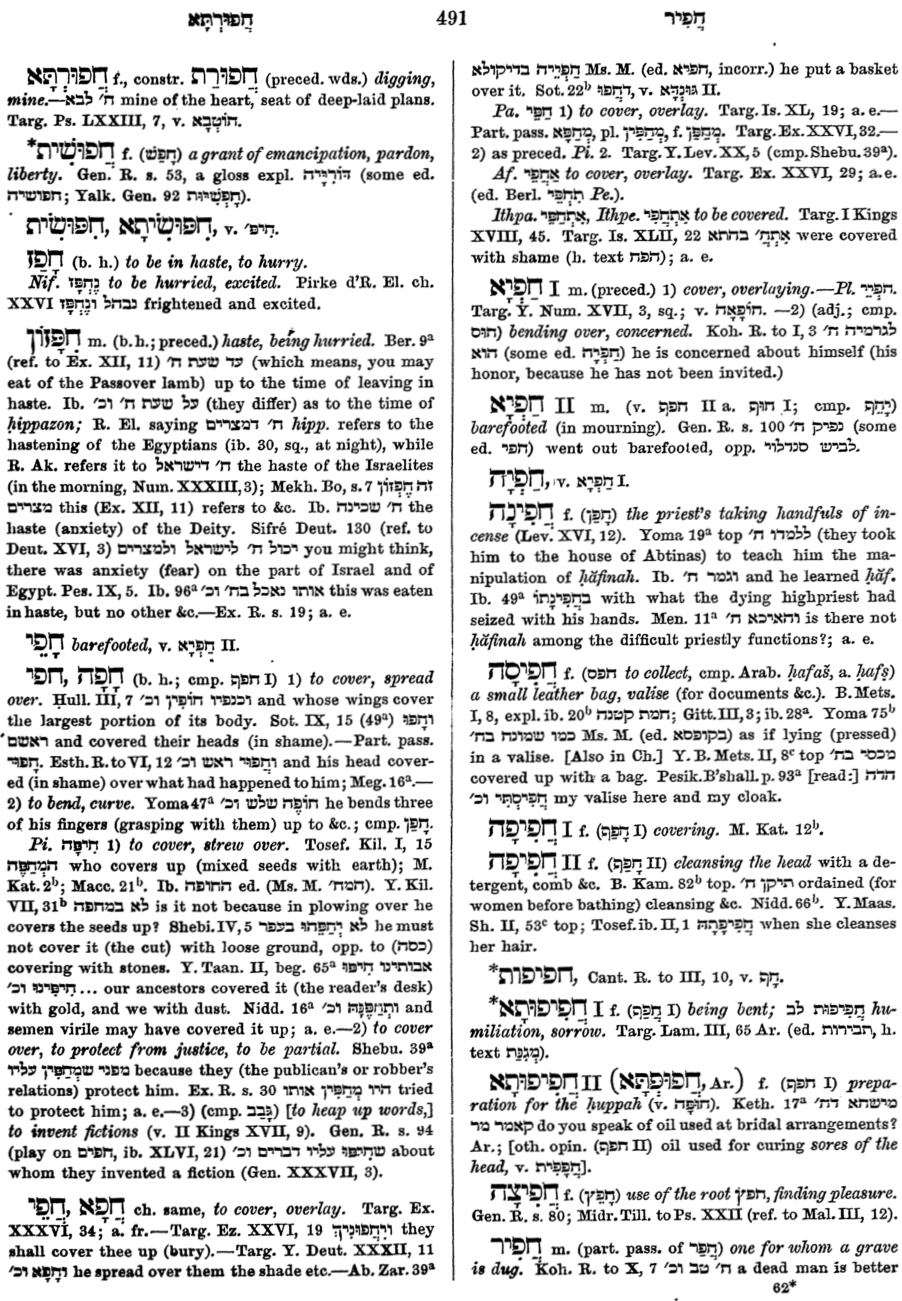 חֲפוּרְתָּא 491 חֲפִיר
חֲפוּרְתָּא f., constr. חֲפוּרַת (preced. wds.) digging,
mine.—ח׳ לבא mine of the heart, seat of deep-laid plans.
Targ. Ps. LXXIII, 7, v. חוֹטְבָא.
*חֲפוּשִׁית f. (חָפַשׁ) a grant of emancipation, pardon,
liberty. Gen. R. s. 53, a gloss expl. דּוֹרְיָיה (some ed.
חפושיה; Yalk. Gen. 92 חָפְשִׁיּוּת).
חִפּוּשִׂית, חִפּוּשִׂיתָא, v. חיפ׳.
חָפַז (b. h.) to be in haste, to hurry.
Nif. נֶחְפָּז to be hurried, excited. Pirke d'R. El. ch.
XXVI נבהל ונֶחְפָּז frightened and excited.
חִפָּזוֹן m. (b. h.; preced.) haste, being hurried. Ber. 9a
(ref. to Ex. XII, 11) עד שעת ח׳ (which means, you may
eat of the Passover lamb) up to the time of leaving in
haste. Ib. על שעת ח׳ וכ׳ (they differ) as to the time of
ḥippazon; R. El. saying ח׳ דמצרים hipp. refers to the
hastening of the Egyptians (ib. 30, sq., at night), while
R. Ak. refers it to ח׳ דישראל the haste of the Israelites
(in the morning, Num. XXXIII, 3); Mekh. Bo, s. 7 זה חִפְּזוֹן
מצרים this (Ex. XII, 11) refers to &c. Ib. ח׳ שכינה the
haste (anxiety) of the Deity. Sifré Deut. 130 (ref. to
Deut. XVI, 3) יכול ח׳ לישראל ולמצרים you might think,
there was anxiety (fear) on the part of Israel and of
Egypt. Pes. IX, 5. Ib. 96a אותו נאכל בח׳ וכ׳ this was eaten
in haste, but no other &c.—Ex. R. s. 19; a. e.
חֲפֵי barefooted, v. חֲפְיָא II.
חָפָה, חפי (b. h.; cmp. חפף I) 1) to cover, spread
over. Ḥull. III, 7 וכנפיו חוֹפִין וכ׳ and whose wings cover
the largest portion of its body. Sot. IX, 15 (49a) וחָפוּ
ראשם and covered their heads (in shame).—Part. pass.
חָפוּי. Esth. R. to VI, 12 וחֲפוּי ראש וכ׳ and his head cover-
ed (in shame) over what had happened to him; Meg. 16a.—
2) to bend, curve. Yoma 47a חוֹפֶה שלש וכ׳ he bends three
of his fingers (grasping with them) up to &c.; cmp. חָפַן.
Pi. חִיפָּה 1) to cover, strew over. Tosef. Kil. I, 15
הַמְחַפֶּה who covers up (mixed seeds with earth); M.
Kat. 2b; Macc. 21b. Ib. החופה ed. (Ms. M. המח׳). Y. Kil.
VII, 31b לא במחפה is it not because in plowing over he
covers the seeds up? Shebi. IV, 5 לא יְחַפֵּהוּ בעפר he must
not cover it (the cut) with loose ground, opp. to (כסה)
covering with stones. Y. Taan. II, beg. 65a אבותינו חִיפּוּ
חִיפִּינוּ וכ׳ ... our ancestors covered it (the reader's desk)
with gold, and we with dust. Nidd. 16a ותְחַפֶּנָּה וכ׳ and
semen virile may have covered it up; a. e.—2) to cover
over, to protect from justice, to be partial. Shebu. 39a
מפני שמְחַפִּין עליו because they (the publican's or robber's
relations) protect him. Ex. R. s. 30 היו מְחַפִּין אותו tried
to protect him; a. e.—3) (cmp. גָּבַב) [to heap up words,]
to invent fictions (v. II Kings XVII, 9). Gen. R. s. 94
(play on חפים, ib. XLVI, 21) שחִיפּוּ עליו דברים וכ׳ about
whom they invented a fiction (Gen. XXXVII, 3).
חֲפָא, חֲפֵי ch. same, to cover, overlay. Targ. Ex.
XXXVI, 34; a. fr.—Targ. Ez. XXVI, 19 וִיחְפוּנִיךְ they
shall cover thee up (bury).—Targ. Y. Deut. XXXII, 11
וְחָפָא וכ׳ he spread over them the shade etc.—Ab. Zar. 39a
חַפְיֵיה בדיקולא Ms. M. (ed. חפיא, incorr.) he put a basket
over it. Sot. 22b דְּחָפוּ, v. גּוּנְדָּא II.
Pa. חַפֵּי 1) to cover, overlay. Targ. Is. XL, 19; a. e.—
Part. pass. מְחַפָּא, pl. מְחַפִּין, f. מְחַפָּן. Targ. Ex. XXVI, 32.—
2) as preced. Pi. 2. Targ. Y. Lev. XX, 5 (cmp. Shebu. 39a).
Af. אַחֲפֵי to cover, overlay. Targ. Ex. XXVI, 29; a. e.
(ed. Berl. תִּחְפֵּי Pe.).
Ithpa. אִתְחַפֵּי, Ithpe. אִתְחֲפֵי to be covered. Targ. I Kings
XVIII, 45. Targ. Is. XLII, 22 אִתְחֲ׳ בהתא were covered
with shame (h. text הפח); a. e.
חִפְיָא I m. (preced.) 1) cover, overlaying.—Pl. חִפְיֵי.
Targ. Y. Num. XVII, 3, sq.; v. חוֹפָאָה. —2) (adj.; cmp.
חוּס) bending over, concerned. Koh. R. to I, 3 לגרמיה ח׳
הוא (some ed. חֲפָיָה) he is concerned about himself (his
honor, because he has not been invited.)
חֲפְיָא II m. (v. חפף II a. חוּף I; cmp. יָחֵף)
barefooted (in mourning). Gen. R. s. 100 נפיק ח׳ (some
ed. חפי) went out barefooted, opp. לביש סנדלוי.
חַפְיָה, v. חַפְיָא I.
חֲפִינָה f. (חָפַן) the priest's taking handfuls of in-
cense (Lev. XVI, 12). Yoma 19a top ללמדו ח׳ (they took
him to the house of Abtinas) to teach him the ma-
nipulation of ḥăfinah. Ib. וגמר ח׳ and he learned ḥăf.
Ib. 49a בחֲפִינָתוֹ with what the dying highpriest had
seized with his hands. Men. 11a והאיכא ח׳ is there not
ḥăfinah among the difficult priestly functions?; a. e.
חֲפִיסָה f. (חפס to collect, cmp. Arab. ḥafaš, a. ḥafṣ)
a small leather bag, valise (for documents &c.). B. Mets.
I, 8, expl. ib. 20b חמת קטנה; Gitt. III, 3; ib. 28a. Yoma 75b
כמו שמונח בח׳ Ms. M. (ed. בקופסא) as if lying (pressed)
in a valise. [Also in Ch.] Y. B. Mets. II, 8c top מכסי בח׳
covered up with a bag. Pesik. B'shall. p. 93a [read:] חדה
חֲפִיסְתִּי וכ׳ my valise here and my cloak.
חֲפִיפָה I f. (חָפַף I) covering. M. Kat. 12b.
חֲפִיפָה II f. (חָפַף II) cleansing the head with a de-
tergent, comb &c. B. Kam. 82b top. תיקן ח׳ ordained (for
women before bathing) cleansing &c. Nidd. 66b. Y. Maas.
Sh. II, 53c top; Tosef. ib. II, 1 חֲפִיפָתָהּ when she cleanses
her hair.
*חפיפות, Cant. R. to III, 10, v. חָף.
*חֲפִיפוּתָא I f. (חֲפַף I) being bent; חֲפִיפוּת לב hu-
miliation, sorrow. Targ. Lam. III, 65 Ar. (ed. תבירות, h.
text מְגִנַּת).
חֲפִיפוּתָא II (חֲפוּפְתָּא, Ar.) f. (חפף I) prepa-
ration for the ḥuppah (v. חוּפָּה). Keth. 17a מישחא דח׳
קאמר מר do you speak of oil used at bridal arrangements?
Ar.; [oth. opin. (חפף II) oil used for curing sores of the
head, v. חֲפָפִית].
חֲפִיצָה f. (חָפֵץ) use of the root חפץ, finding pleasure.
Gen. R. s. 80; Midr. Till. to Ps. XXII (ref. to Mal. III, 12).
חֲפִיר m. (part. pass. of חֲפַר) one for whom a grave
is dug. Koh. R. to X, 7 ח׳ טב וכ׳ a dead man is better
62*